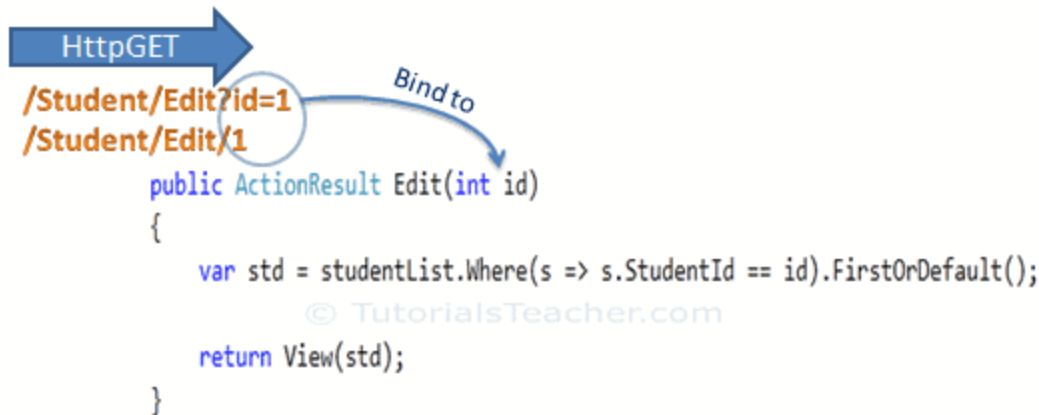 HttpGET
Bind to
/Student/Edit?id=1
/Student/Edit/1
public ActionResult Edit(int id)
{
var std = studentList.Where(s => s.StudentId == id).FirstOrDefault();
© TutorialsTeacher.com
return View(std);
}